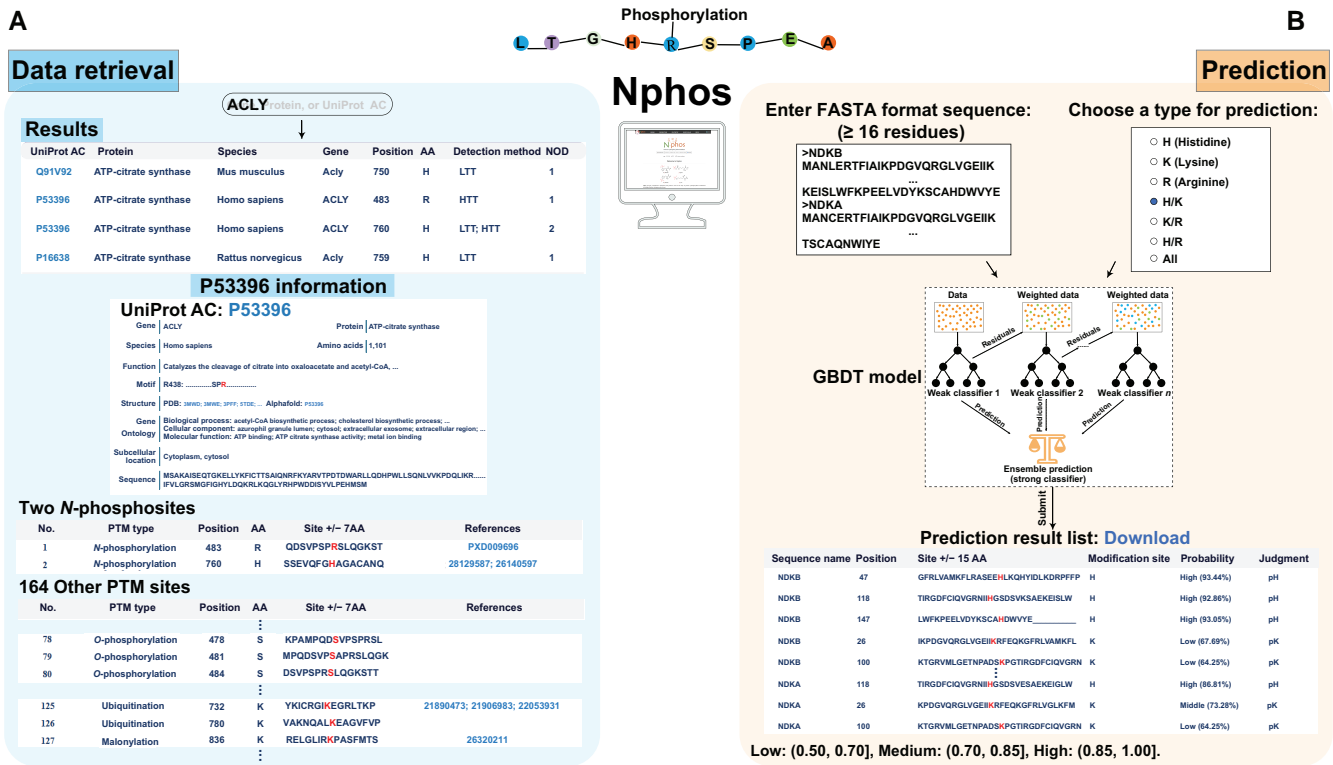 A
Phosphorylation
B
L T G H R S P E A
Data retrieval
ACLY rotein, or UniProt AC
Results
UniProt AC Protein Species Gene Position AA Detection method NOD
Q91V92 ATP-citrate synthase Mus musculus Acly 750 H LTT 1
P53396 ATP-citrate synthase Homo sapiens ACLY 483 R HTT 1
P53396 ATP-citrate synthase Homo sapiens ACLY 760 H LTT; HTT 2
P16638 ATP-citrate synthase Rattus norvegicus Acly 759 H LTT 1
P53396 information
UniProt AC: P53396
Gene ACLY Protein ATP-citrate synthase
Species Homo sapiens Amino acids 1,101
Function Catalyzes the cleavage of citrate into oxaloacetate and acetyl-CoA, ...
Motif R438: .............SPR..............
Structure PDB: 3MWD; 3MWE; 3PFF; 5TDE; ... Alphafold: P53396
Gene Ontology Biological process: acetyl-CoA biosynthetic process; cholesterol biosynthetic process; ...
Cellular component: azurophil granule lumen; cytosol; extracellular exosome; extracellular region; ...
Molecular function: ATP binding; ATP citrate synthase activity; metal ion binding
Subcellular location Cytoplasm, cytosol
Sequence MSAKAISEQTGKELLYKFICTTSAIQNRFKYARVTPDTDWARLLQDHPWLLSQNLVVKPDQLIKR......
IFVLGRSMGFIGHYLDQKRLKQGLYRHPWDDISYVLPEHMSM
Two N-phosphosites
No. PTM type Position AA Site +/− 7AA References
1 N-phosphorylation 483 R QDSVPSPRSLQGKST PXD009696
2 N-phosphorylation 760 H SSEVQFGHAGACANQ 28129587; 26140597
164 Other PTM sites
No. PTM type Position AA Site +/− 7AA References
78 O-phosphorylation 478 S KPAMPQDSVPSPRSL
79 O-phosphorylation 481 S MPQDSVPSAPRSLQGK
80 O-phosphorylation 484 S DSVPSPRSLQGKSTT
125 Ubiquitination 732 K YKICRGIKEGRLTKP 21890473; 21906983; 22053931
126 Ubiquitination 780 K VAKNQALKEAGVFVP
127 Malonylation 836 K RELGLIRKPASFMTS 26320211
Nphos
Nphos
Prediction
Enter FASTA format sequence:
(≥ 16 residues)
>NDKB
MANLERTFIAIKPDGVQRGLVGEIIK
...
KEISLWFKPEELVDYKSCAHDWVYE
>NDKA
MANCERTFIAIKPDGVQRGLVGEIIK
...
TSCAQNWIYE
Choose a type for prediction:
H (Histidine)
K (Lysine)
R (Arginine)
H/K
K/R
H/R
All
GBDT model
Data Weighted data Weighted data
Residuals Residuals
......
Weak classifier 1 Weak classifier 2 Weak classifier n
Prediction Prediction Prediction
Ensemble prediction
(strong classifier)
Submit
Prediction result list: Download
Sequence name Position Site +/− 15 AA Modification site Probability Judgment
NDKB 47 GFRLVAMKFLRASEEHLKQHYIDLKDRPFFP H High (93.44%) pH
NDKB 118 TIRGDFCIQVGRNIIHGSDSVKSAEKEISLW H High (92.86%) pH
NDKB 147 LWFKPEELVDYKSCAHDWVYE__________ H High (93.05%) pH
NDKB 26 IKPDGVQRGLVGEIIKRFEQKGFRLVAMKFL K Low (67.69%) pK
NDKB 100 KTGRVMLGETNPADSKPGTIRGDFCIQVGRN K Low (64.25%) pK
NDKA 118 TIRGDFCIQVGRNIIHGSDSVESAEKEIGLW H High (86.81%) pH
NDKA 26 KPDGVQRGLVGEIIKRFEQKGFRLVGLKFM K Middle (73.28%) pK
NDKA 100 KTGRVMLGETNPADSKPGTIRGDFCIQVGRN K Low (64.25%) pK
Low: (0.50, 0.70], Medium: (0.70, 0.85], High: (0.85, 1.00].